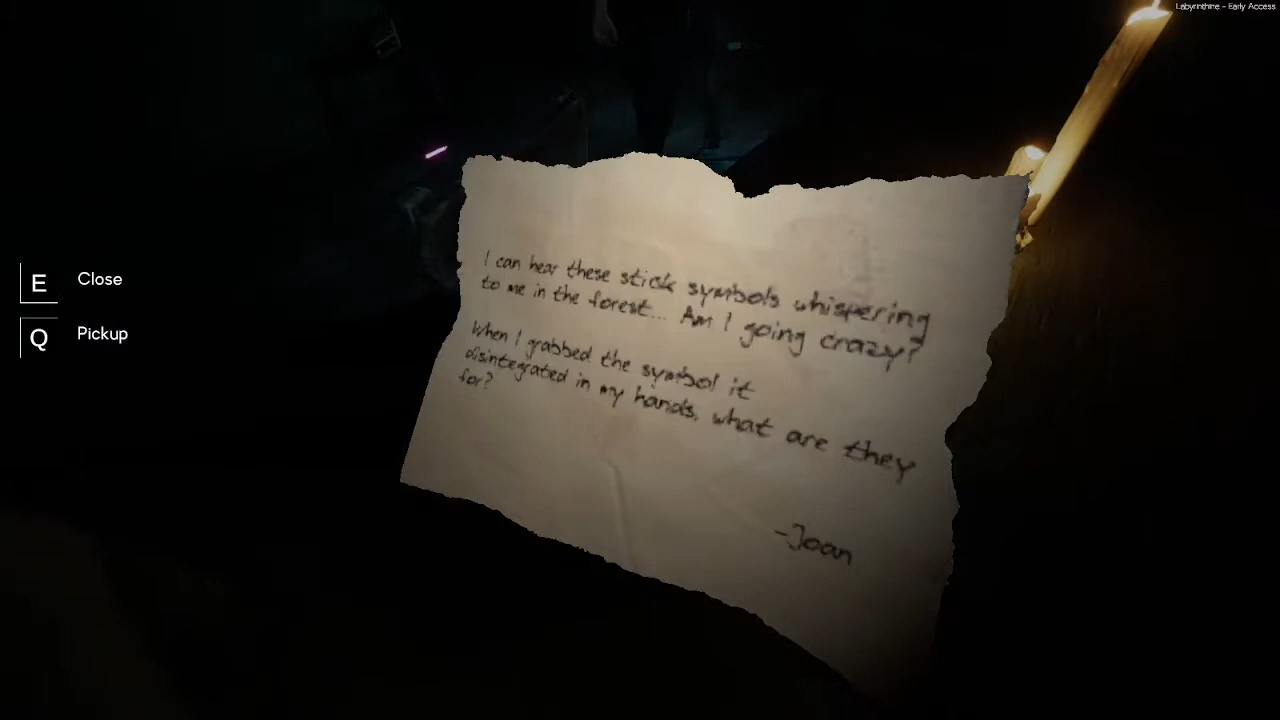 Labyrinthine - Early Access
I can hear these stick symbols whispering
to me in the forest... Am I going crazy?
When I grabbed the symbol it
disintegrated in my hands, what are they
for?
-Joan
E Close
Q Pickup